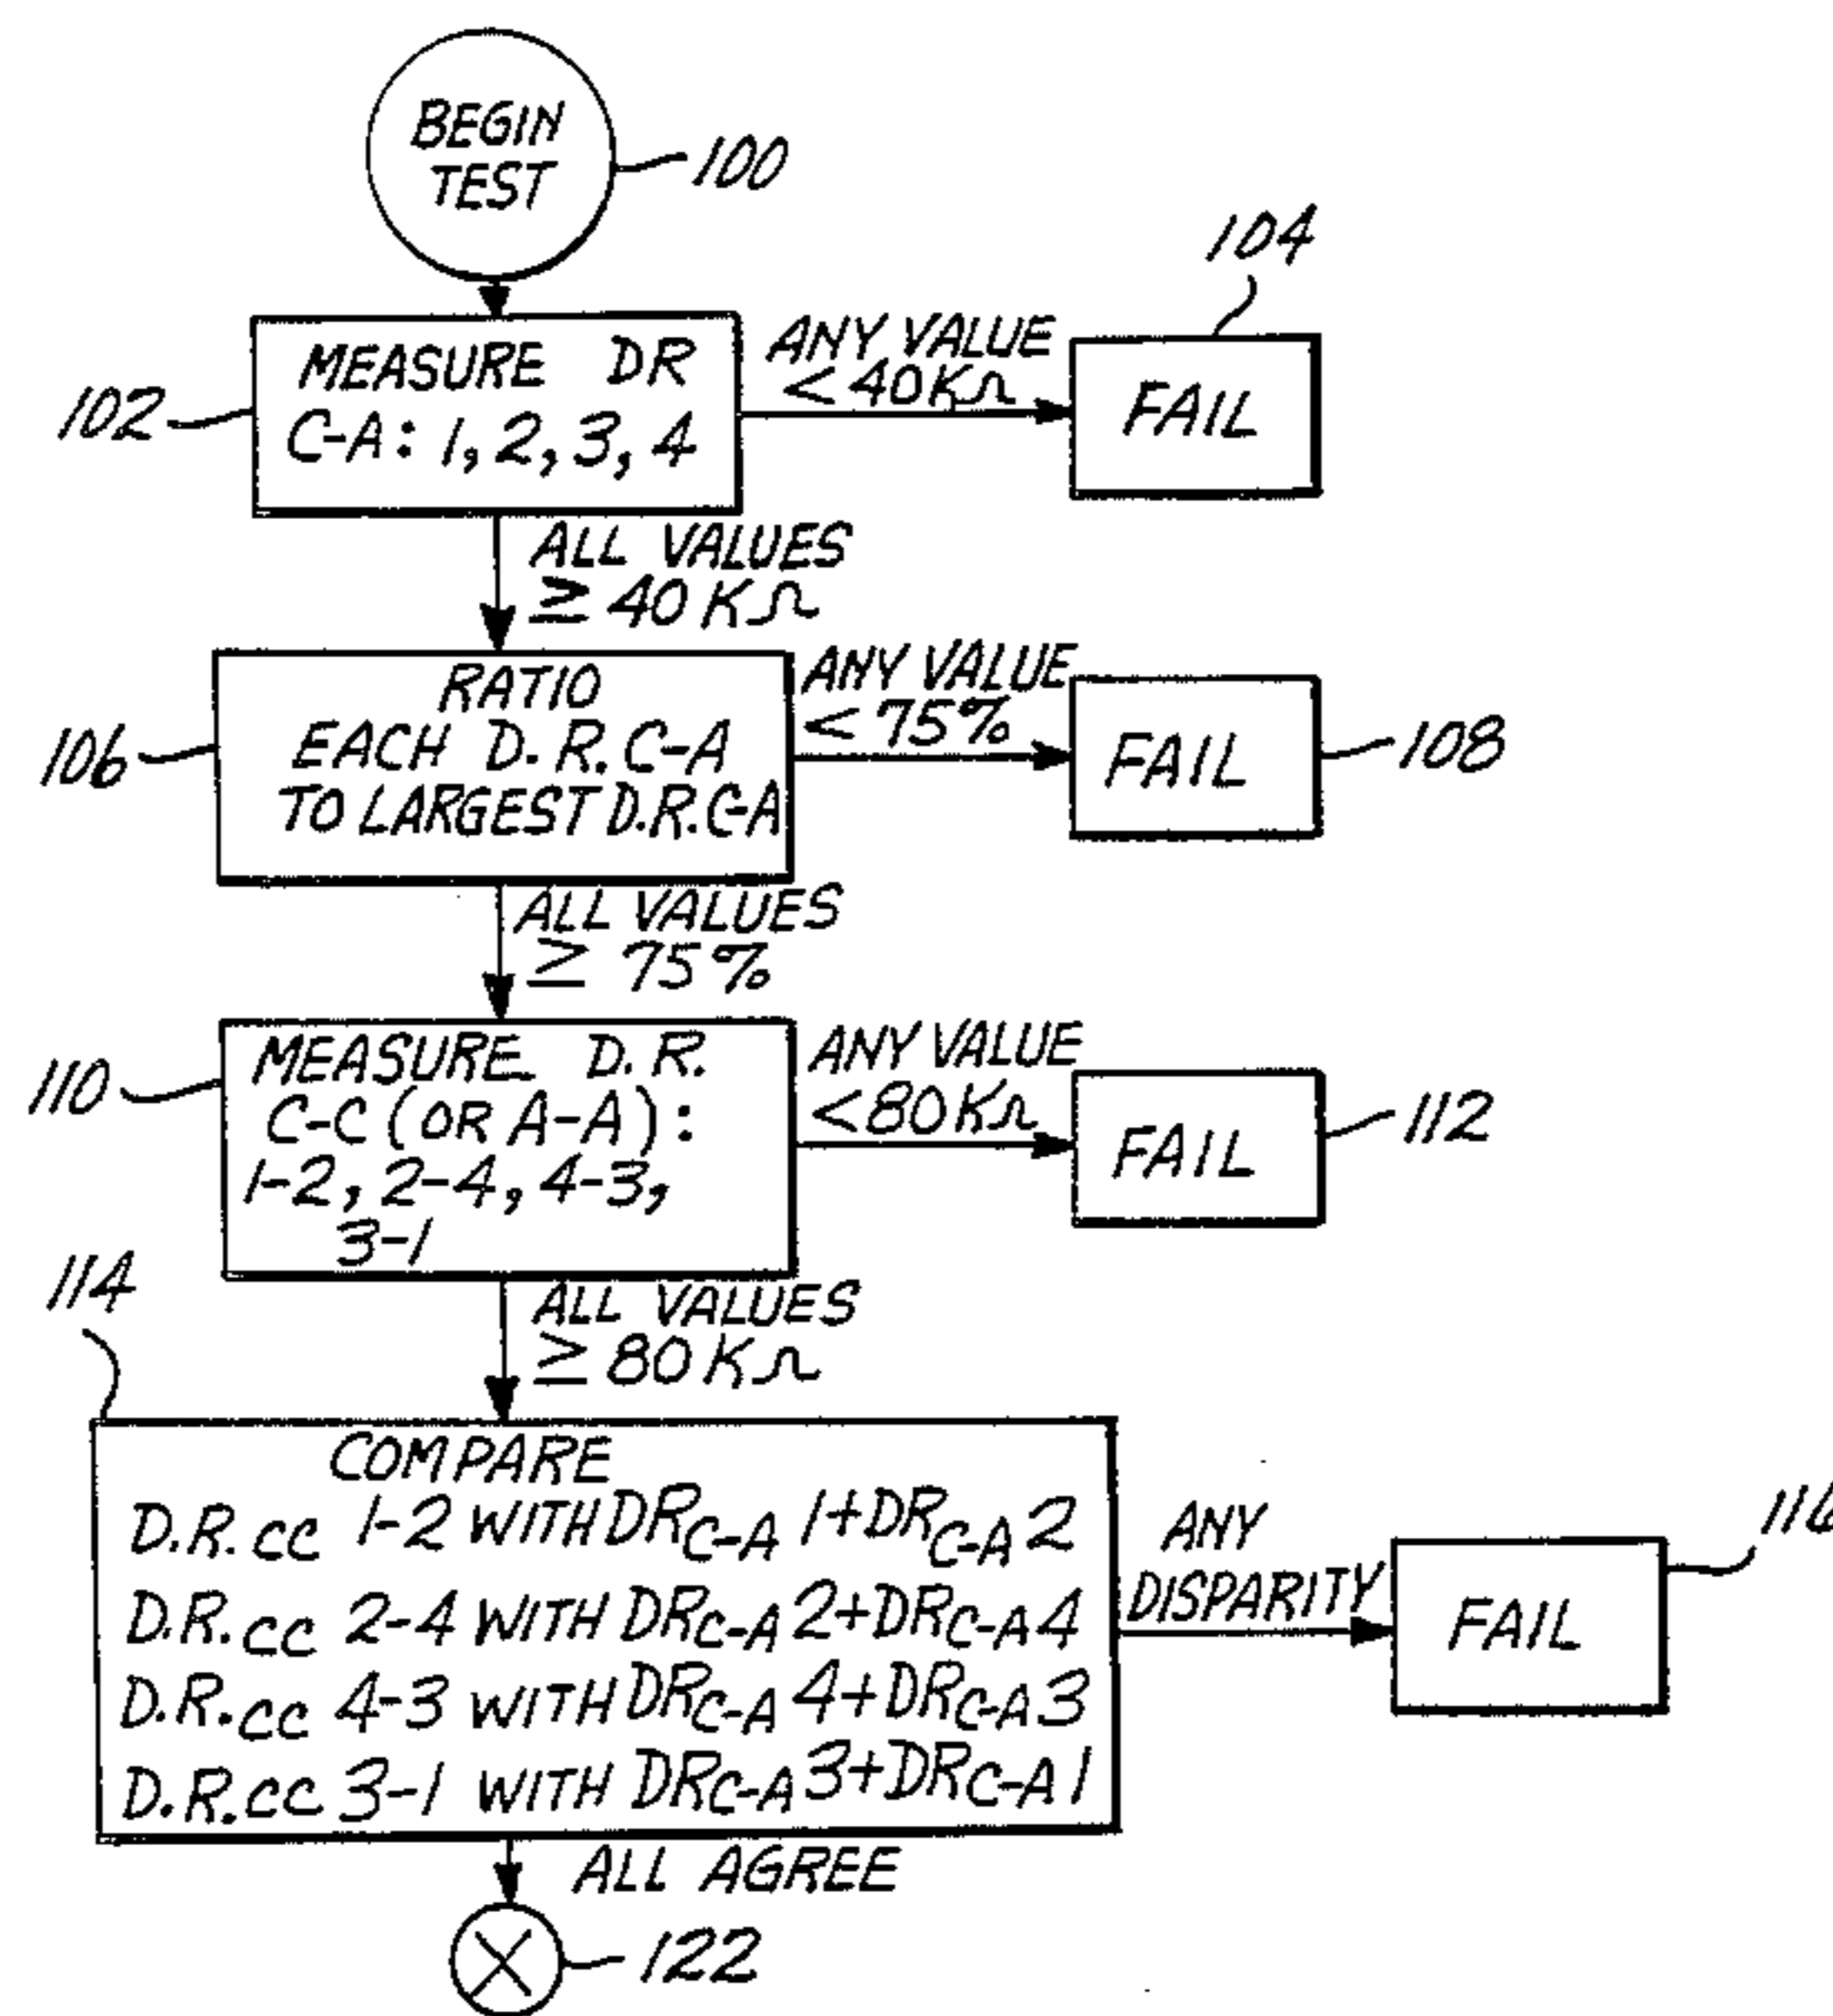 BEGIN
TEST
100
104
102
MEASURE DR
C-A: 1, 2, 3, 4
ANY VALUE
< 40KΩ
FAIL
ALL VALUES
≥ 40KΩ
106
RATIO
EACH D.R.C-A
TO LARGEST D.R.C-A
ANY VALUE
< 75%
FAIL
108
ALL VALUES
≥ 75%
110
MEASURE D.R.
C-C (OR A-A):
1-2, 2-4, 4-3,
3-1
ANY VALUE
<80KΩ
FAIL
112
ALL VALUES
≥80KΩ
114
COMPARE
D.R.CC 1-2 WITH DRC-A 1+DRC-A 2
D.R.CC 2-4 WITH DRC-A 2+DRC-A 4
D.R.CC 4-3 WITH DRC-A 4+DRC-A 3
D.R.CC 3-1 WITH DRC-A 3+DRC-A 1
ANY
DISPARITY
FAIL
116
ALL AGREE
X
122